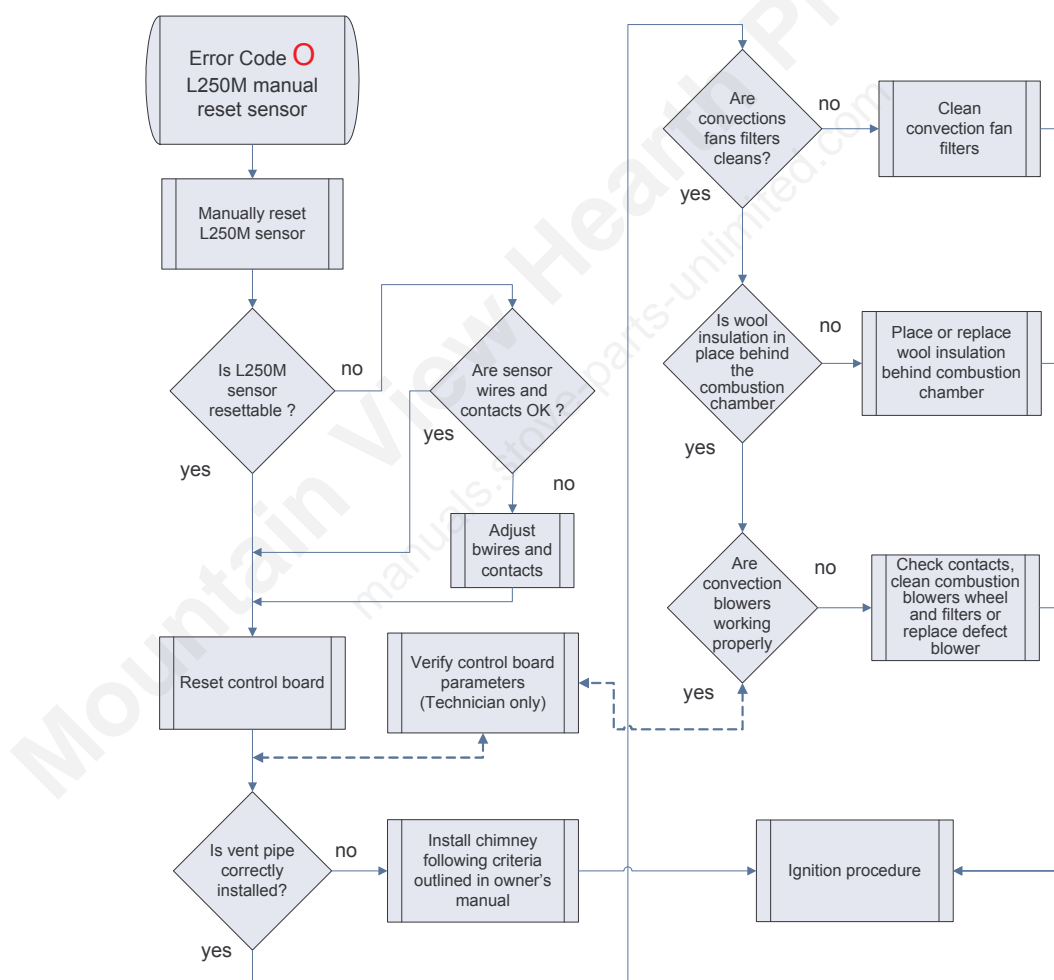 Error Code O
L250M manual
reset sensor
Manually reset
L250M sensor
Is L250M
sensor
resettable ?
no
yes
Are sensor
wires and
contacts OK ?
yes
no
Adjust
bwires and
contacts
Reset control board
Verify control board
parameters
(Technician only)
Is vent pipe
correctly
installed?
no
yes
Install chimney
following criteria
outlined in owner's
manual
Are
convections
fans filters
cleans?
no
yes
Clean
convection fan
filters
Is wool
insulation in
place behind
the
combustion
chamber
no
yes
Place or replace
wool insulation
behind combustion
chamber
Are
convection
blowers
working
properly
no
yes
Check contacts,
clean combustion
blowers wheel
and filters or
replace defect
blower
Ignition procedure
Mountain View Hearth Pr
manuals.stove-parts-unlimited.com